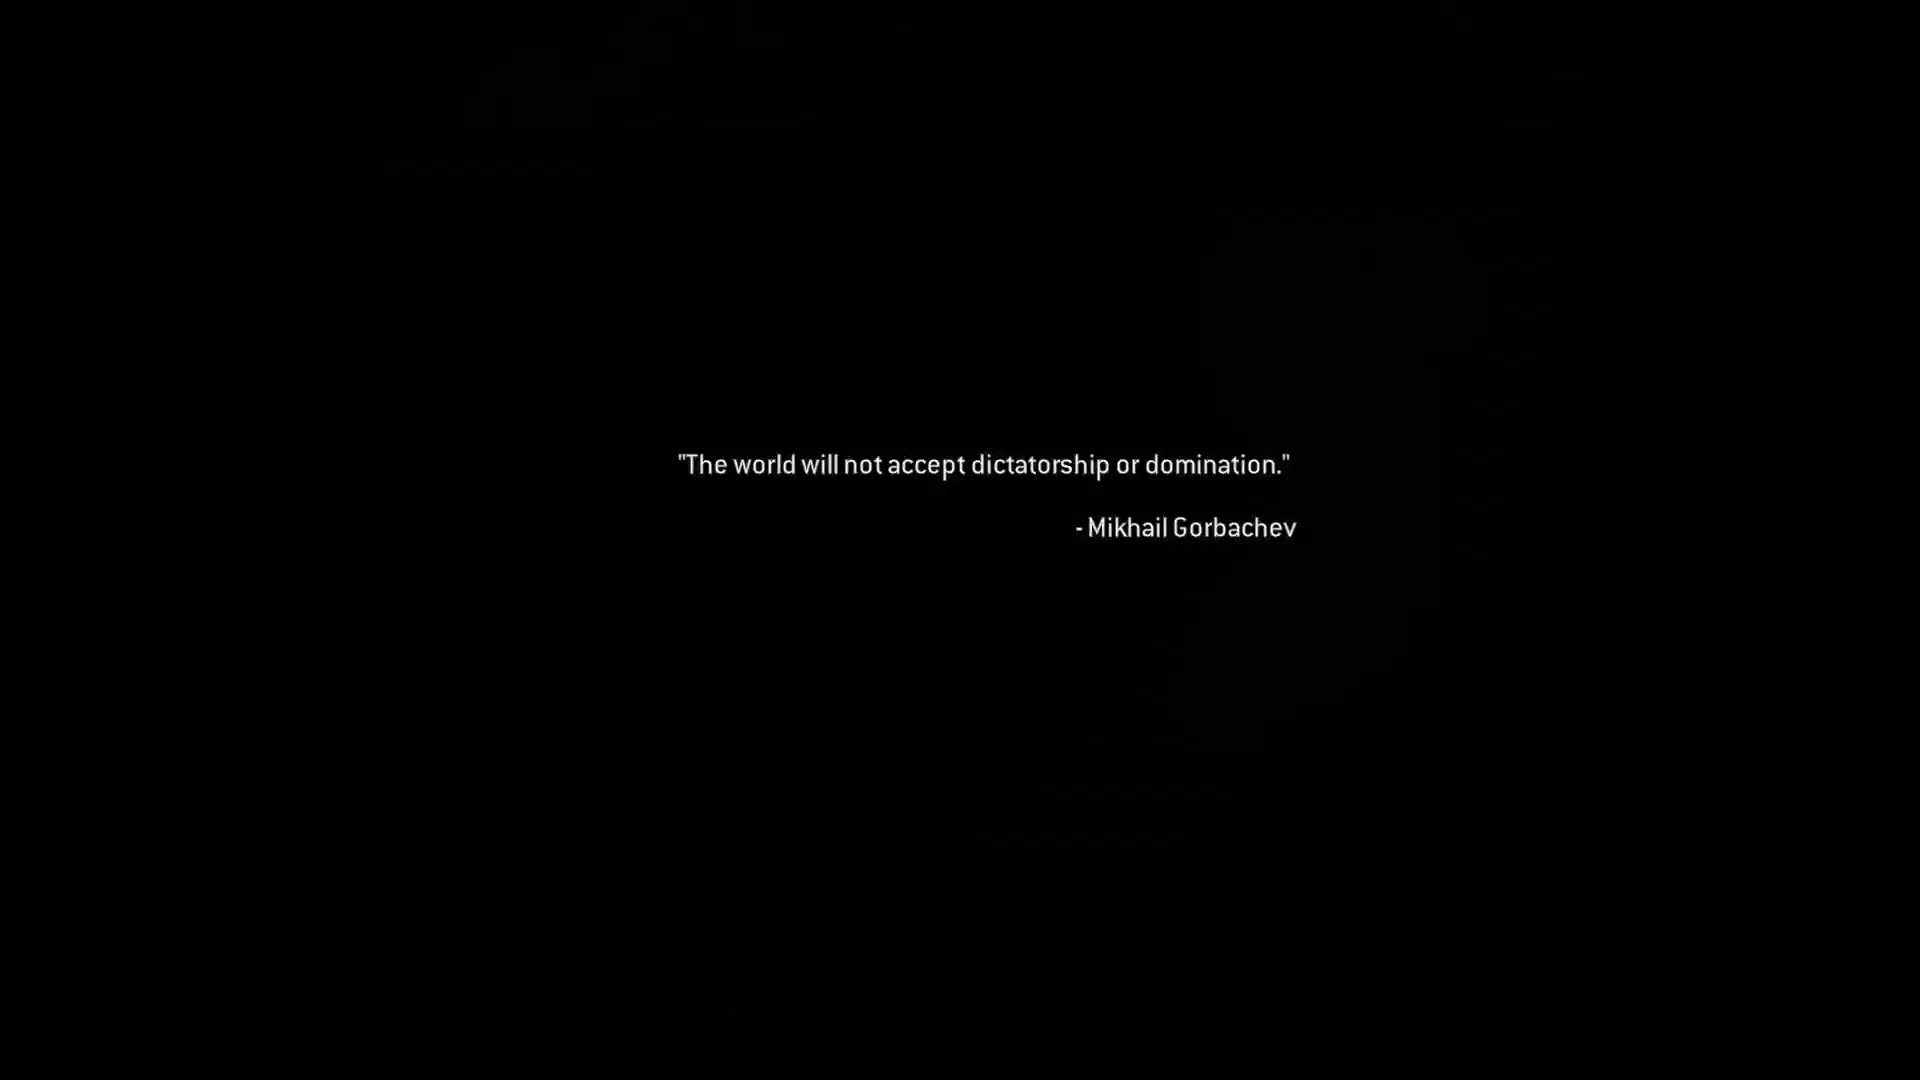 "The world will not accept dictatorship or domination."
- Mikhail Gorbachev